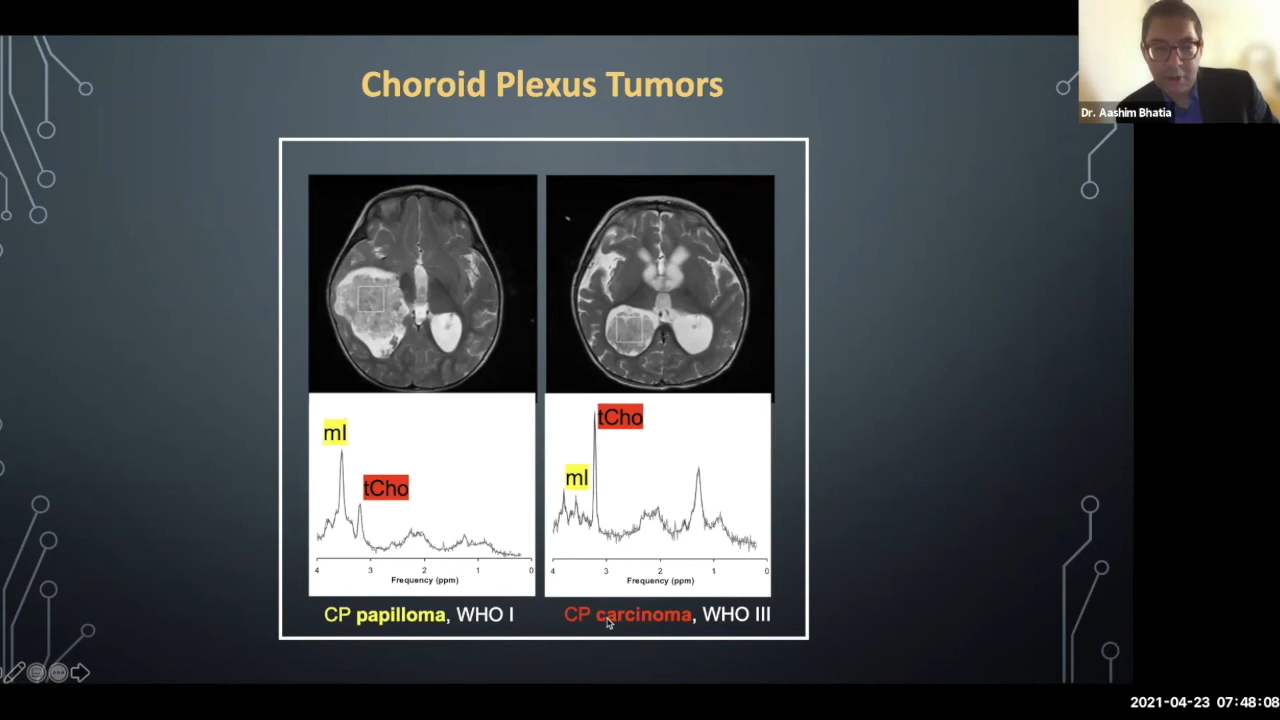 Choroid Plexus Tumors
Dr. Aashim Bhatia
mI
tCho
4 3 2 1 0
Frequency (ppm)
tCho
mI
4 3 2 1 0
Frequency (ppm)
CP papilloma, WHO I
CP carcinoma, WHO III
2021-04-23 07:48:08